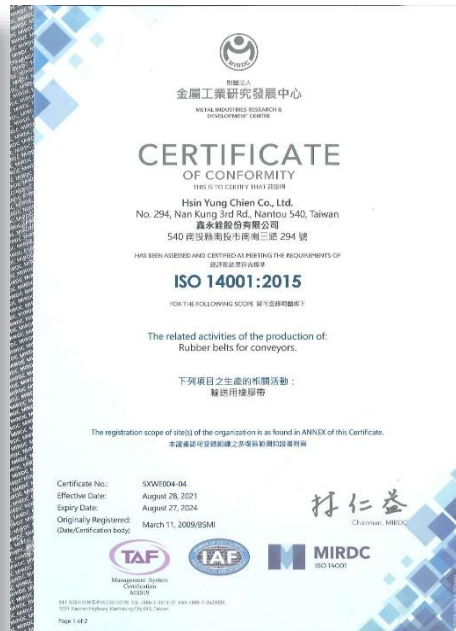 MIRDC
財團法人
金屬工業研究發展中心
METAL INDUSTRIES RESEARCH &
DEVELOPMENT CENTRE
CERTIFICATE
OF CONFORMITY
THIS IS TO CERTIFY THAT 茲證明
Hsin Yung Chien Co., Ltd.
No. 294, Nan Kung 3rd Rd., Nantou 540, Taiwan
鑫永銓股份有限公司
540 南投縣南投市南崗三路 294 號
HAS BEEN ASSESSED AND CERTIFIED AS MEETING THE REQUIREMENTS OF
ISO 14001:2015
FOR THE FOLLOWING SCOPE
The related activities of the production of:
Rubber belts for conveyors.
下列項目之生產的相關活動：
輸送用橡膠帶
The registration scope of site(s) of the organization is as found in ANNEX of this Certificate.
Certificate No.: SXWE004-04
Effective Date: August 28, 2021
Expiry Date: August 27, 2024
Originally Registered: March 11, 2009/BSMI
(Date/Certification body)
林仁益
Chairman, MIRDC
TAF
Management System
Certification
IAF
MIRDC
ISO 14001
Page 1 of 2